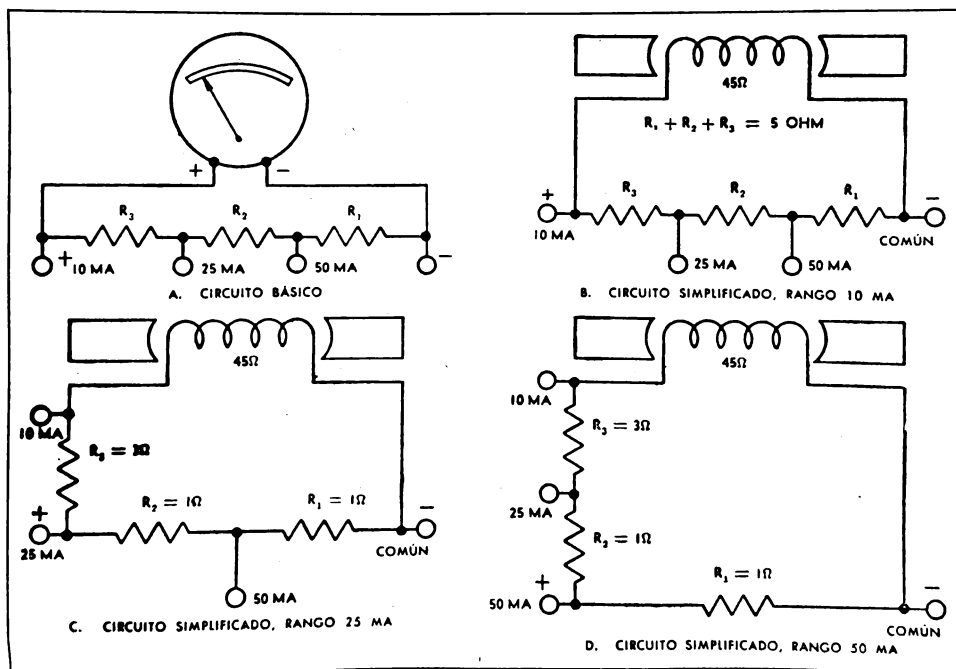 + −
R₃ R₂ R₁
+ 10 MA 25 MA 50 MA −
A. CIRCUITO BÁSICO
45Ω
R₁ + R₂ + R₃ = 5 OHM
+ R₃ R₂ R₁ −
10 MA COMÚN
25 MA 50 MA
B. CIRCUITO SIMPLIFICADO, RANGO 10 MA
45Ω
10 MA
R₃ = 3Ω
+ R₂ = 1Ω R₁ = 1Ω −
25 MA COMÚN
50 MA
C. CIRCUITO SIMPLIFICADO, RANGO 25 MA
45Ω
10 MA
R₃ = 3Ω
25 MA
R₂ = 1Ω
+ R₁ = 1Ω −
50 MA
COMÚN
D. CIRCUITO SIMPLIFICADO, RANGO 50 MA